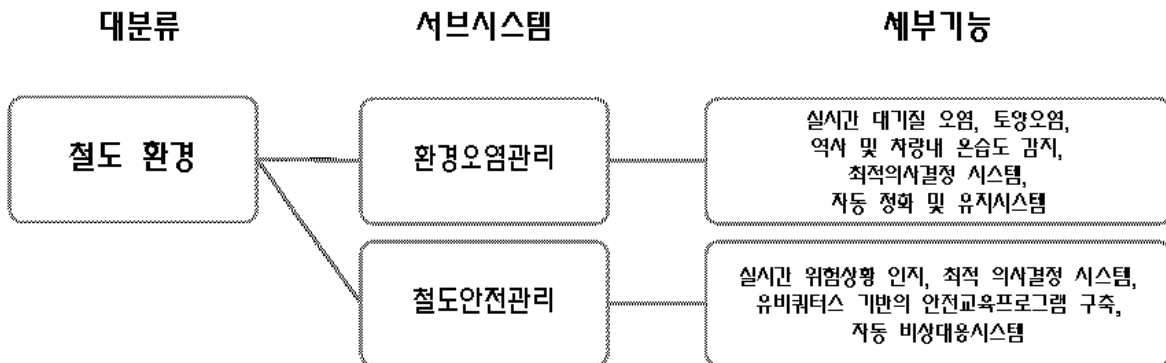 대분류
서브시스템
세부기능
철도 환경
환경오염관리
실시간 대기질 오염, 토양오염,
역사 및 차량내 온습도 감지,
최적의사결정 시스템,
자동 정화 및 유지시스템
철도안전관리
실시간 위험상황 인지, 최적 의사결정 시스템,
유비쿼터스 기반의 안전교육프로그램 구축,
자동 비상대응시스템